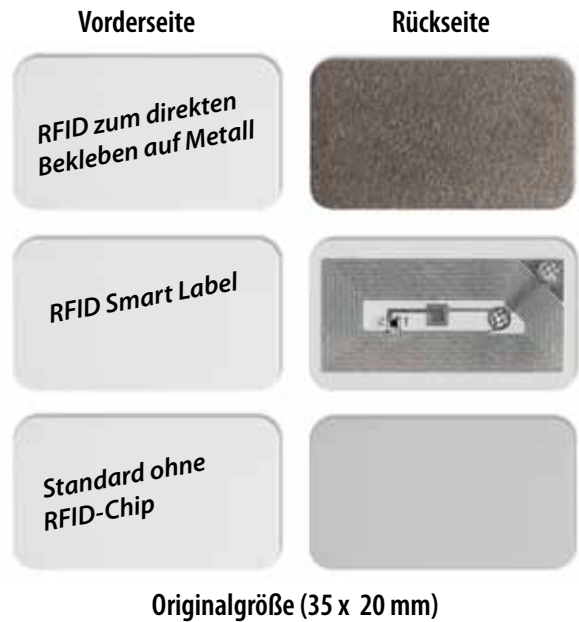 Vorderseite
Rückseite
RFID zum direkten
Bekleben auf Metall
RFID Smart Label
Standard ohne
RFID-Chip
Originalgröße (35 x 20 mm)